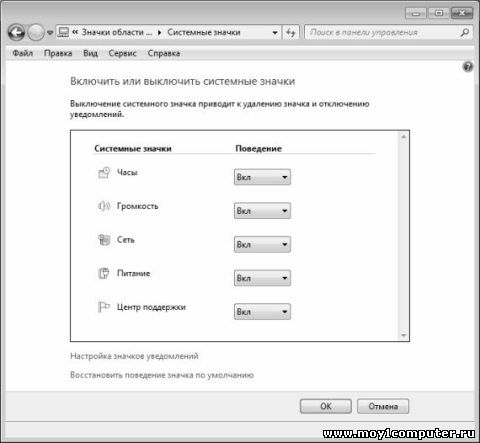 « Значки области ... ▸ Системные значки
Поиск в панели управления
Файл Правка Вид Сервис Справка
Включить или выключить системные значки
Выключение системного значка приводит к удалению значка и отключению
уведомлений.
Системные значки Поведение
Часы Вкл
Громкость Вкл
Сеть Вкл
Питание Вкл
Центр поддержки Вкл
Настройка значков уведомлений
Восстановить поведение значка по умолчанию
OK Отмена
www.moy1computer.ru